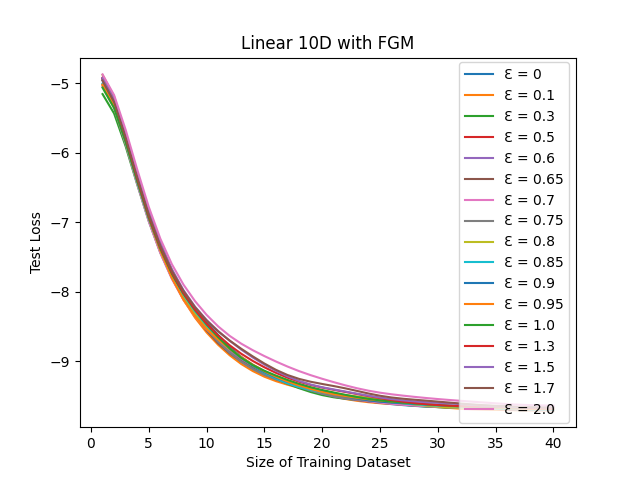 Linear 10D with FGM
Test Loss
−5
−6
−7
−8
−9
Ɛ = 0
Ɛ = 0.1
Ɛ = 0.3
Ɛ = 0.5
Ɛ = 0.6
Ɛ = 0.65
Ɛ = 0.7
Ɛ = 0.75
Ɛ = 0.8
Ɛ = 0.85
Ɛ = 0.9
Ɛ = 0.95
Ɛ = 1.0
Ɛ = 1.3
Ɛ = 1.5
Ɛ = 1.7
Ɛ = 2.0
0 5 10 15 20 25 30 35 40
Size of Training Dataset